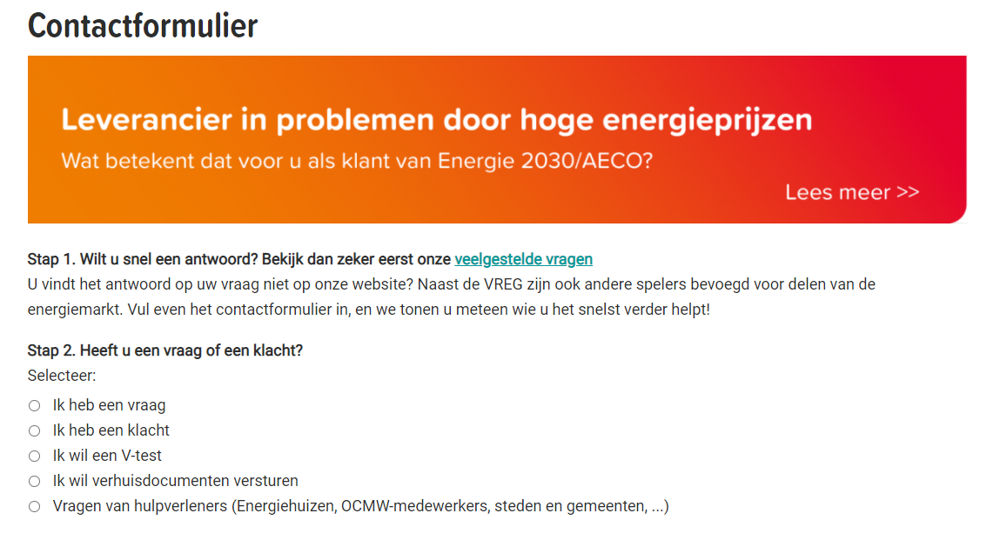 Contactformulier
Leverancier in problemen door hoge energieprijzen
Wat betekent dat voor u als klant van Energie 2030/AECO?
Lees meer >>
Stap 1. Wilt u snel een antwoord? Bekijk dan zeker eerst onze veelgestelde vragen
U vindt het antwoord op uw vraag niet op onze website? Naast de VREG zijn ook andere spelers bevoegd voor delen van de
energiemarkt. Vul even het contactformulier in, en we tonen u meteen wie u het snelst verder helpt!
Stap 2. Heeft u een vraag of een klacht?
Selecteer:
Ik heb een vraag
Ik heb een klacht
Ik wil een V-test
Ik wil verhuisdocumenten versturen
Vragen van hulpverleners (Energiehuizen, OCMW-medewerkers, steden en gemeenten, ...)